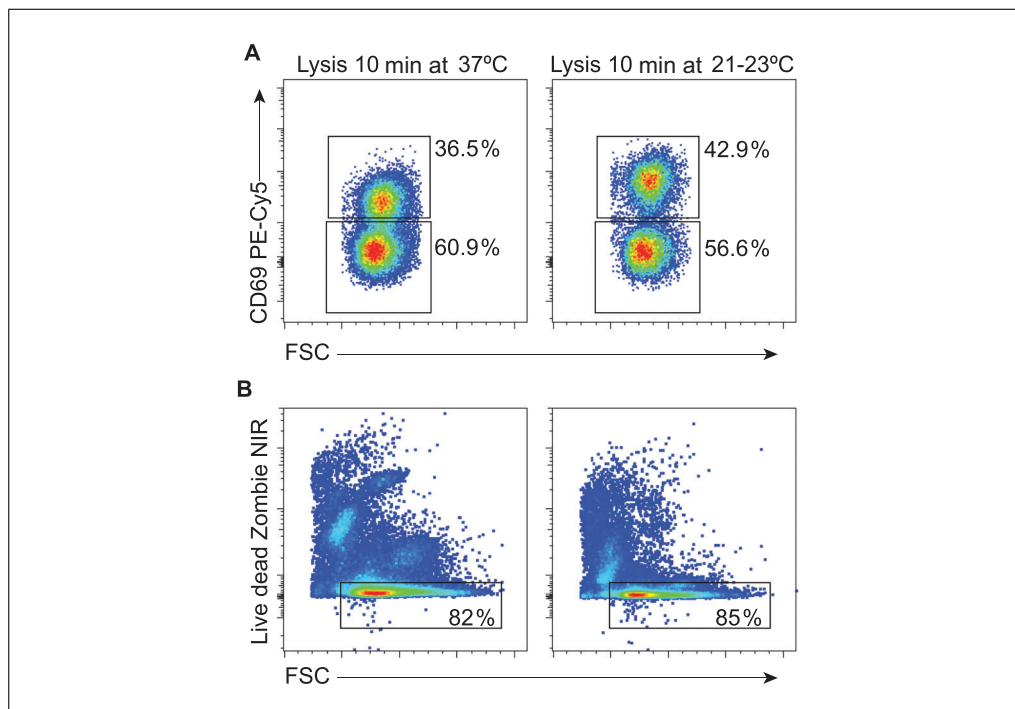 A
Lysis 10 min at 37ºC
Lysis 10 min at 21-23ºC
CD69 PE-Cy5
36.5%
60.9%
42.9%
56.6%
FSC
B
Live dead Zombie NIR
82%
85%
FSC